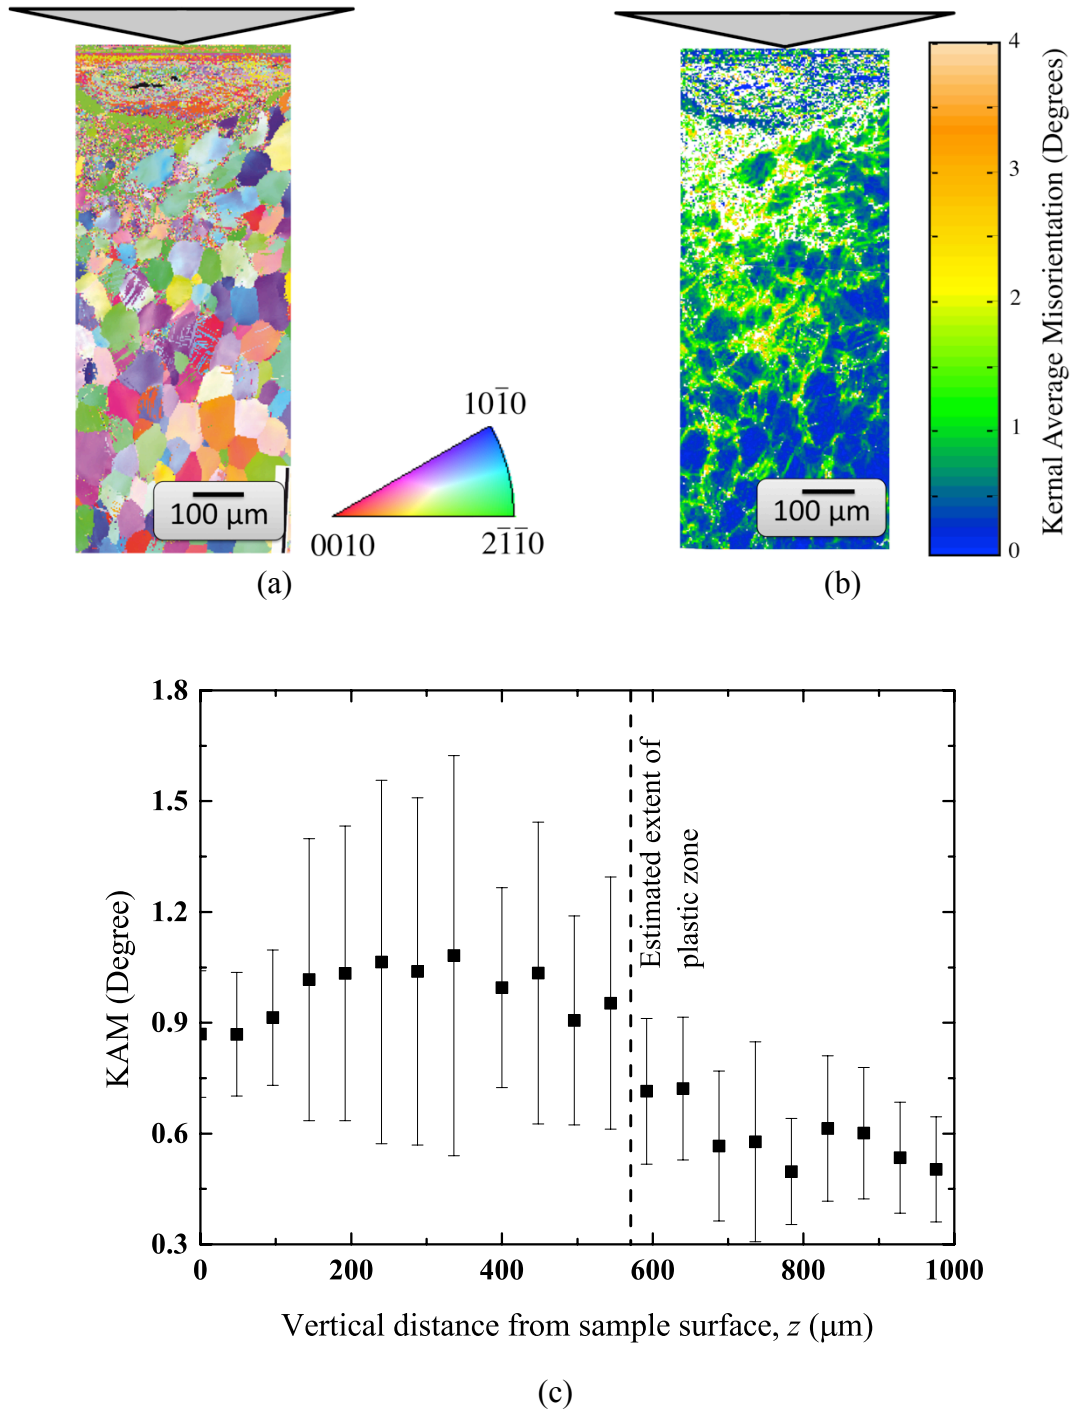 4
3
2
1
0
Kernal Average Misorientation (Degrees)
101̅0
0010
21̅1̅0
100 µm
100 µm
(a)
(b)
1.8
1.5
1.2
0.9
0.6
0.3
KAM (Degree)
Estimated extent of
plastic zone
0
200
400
600
800
1000
Vertical distance from sample surface, z (µm)
(c)